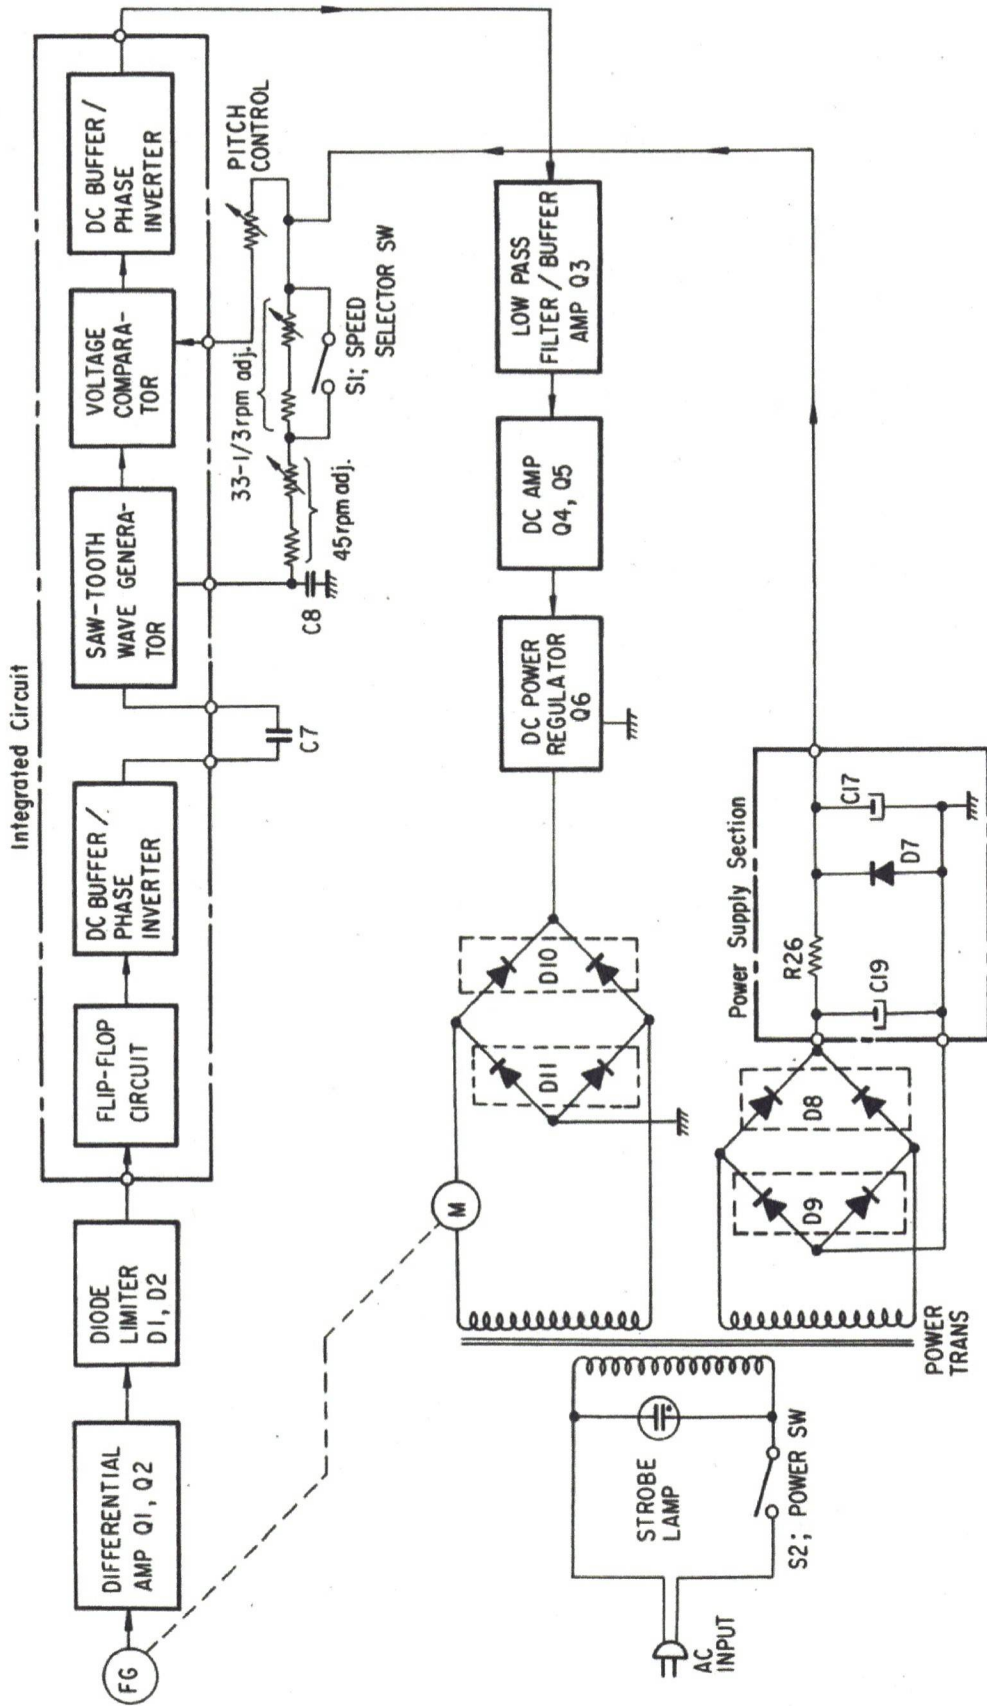 Integrated Circuit
FG
DIFFERENTIAL
AMP Q1, Q2
DIODE
LIMITER
D1, D2
FLIP-FLOP
CIRCUIT
DC BUFFER/
PHASE
INVERTER
SAW-TOOTH
WAVE GENERA-
TOR
VOLTAGE
COMPARA-
TOR
DC BUFFER/
PHASE
INVERTER
C7
C8
45rpm adj.
33-1/3rpm adj.
S1; SPEED
SELECTOR SW
PITCH
CONTROL
M
D11
D10
DC POWER
REGULATOR
Q6
DC AMP
Q4, Q5
LOW PASS
FILTER/BUFFER
AMP Q3
AC
INPUT
STROBE
LAMP
S2; POWER SW
POWER
TRANS
D9
D8
Power Supply Section
C19
R26
D7
C17